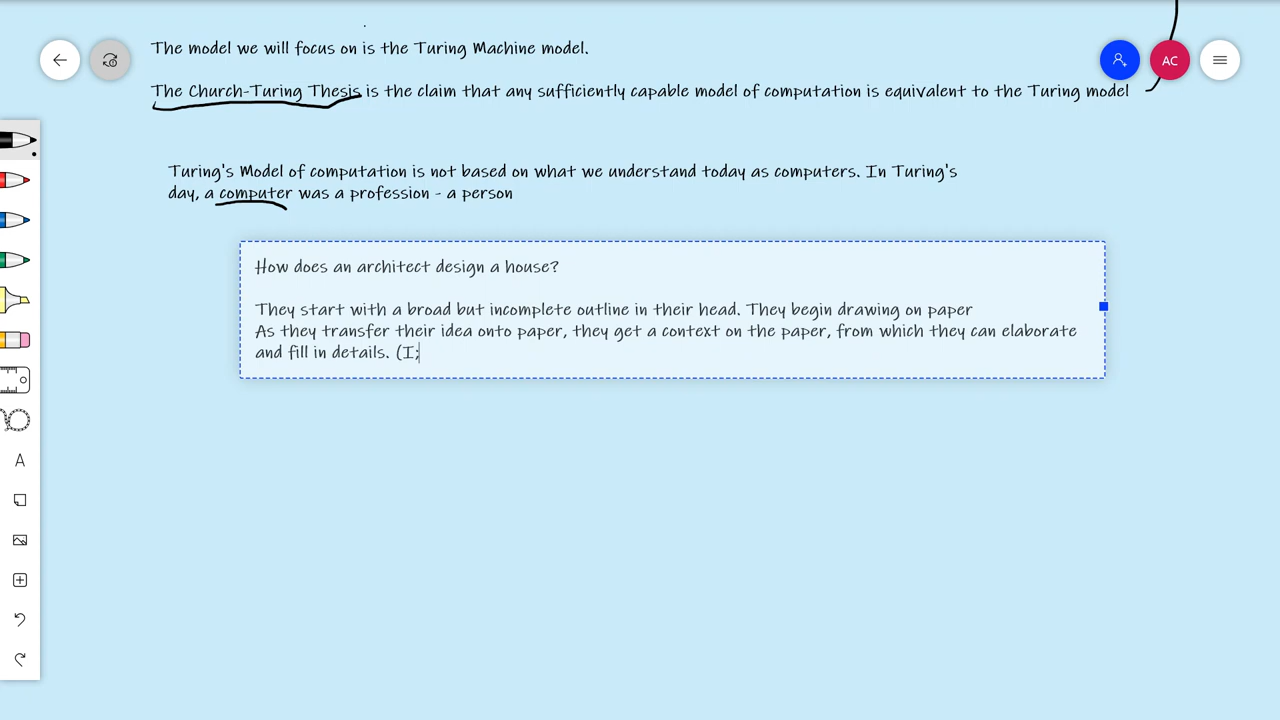 The model we will focus on is the Turing Machine model.
AC
The Church-Turing Thesis is the claim that any sufficiently capable model of computation is equivalent to the Turing model
Turing's Model of computation is not based on what we understand today as computers. In Turing's
day, a computer was a profession - a person
How does an architect design a house?
They start with a broad but incomplete outline in their head. They begin drawing on paper
As they transfer their idea onto paper, they get a context on the paper, from which they can elaborate
and fill in details. (I;
A